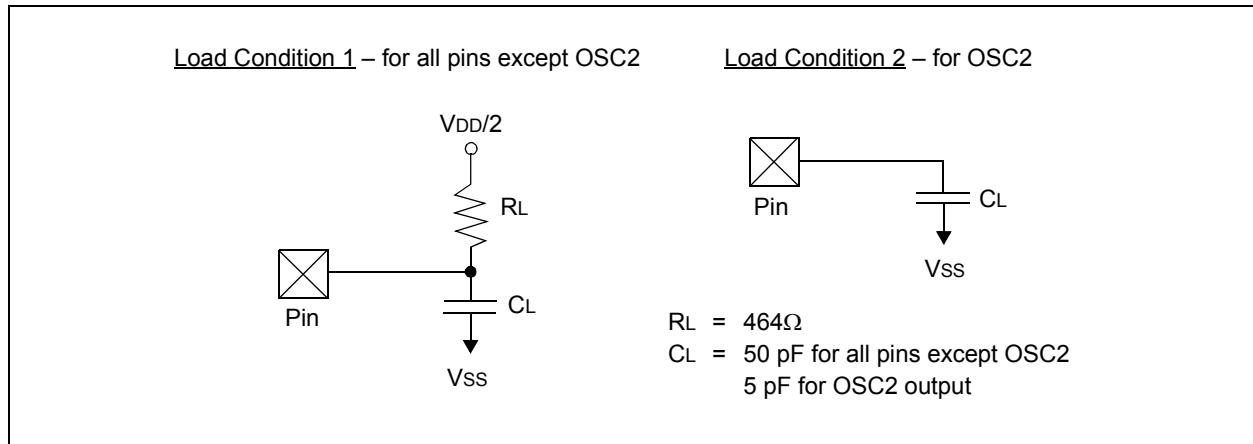 Load Condition 1 – for all pins except OSC2
VDD/2
RL
Pin
CL
VSS
Load Condition 2 – for OSC2
Pin
CL
VSS
RL = 464Ω
CL = 50 pF for all pins except OSC2
5 pF for OSC2 output